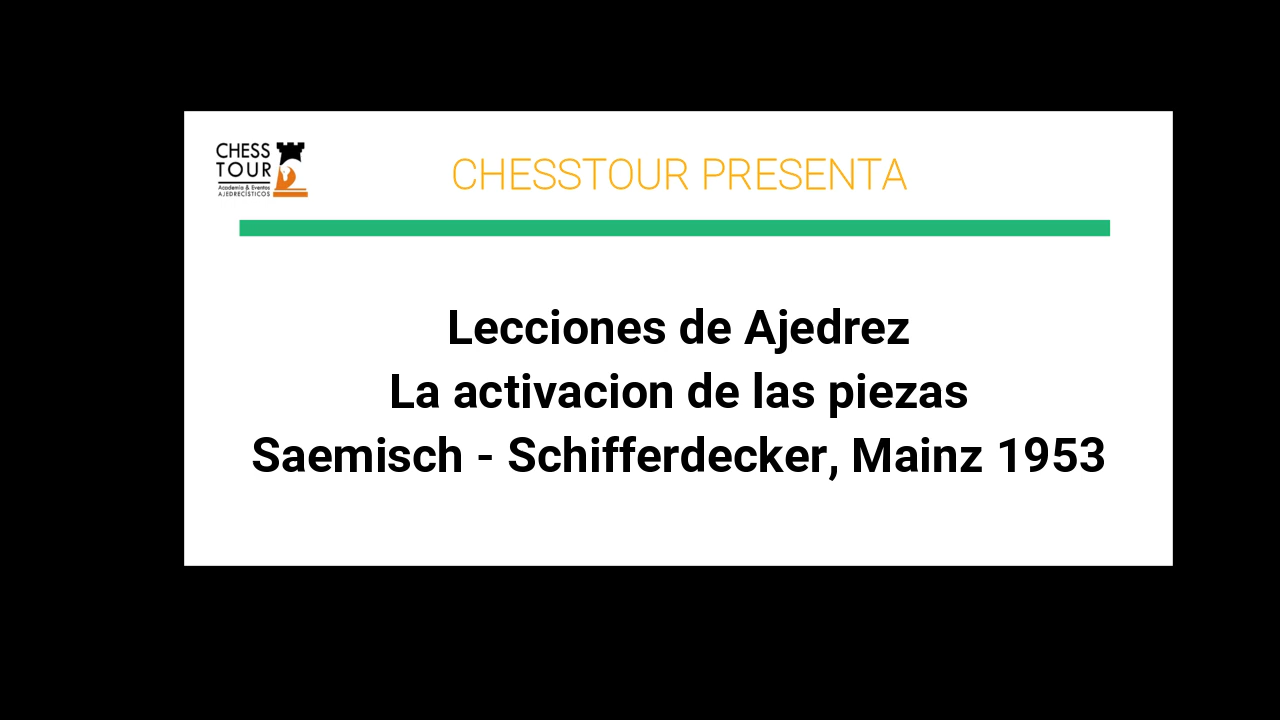 CHESS
TOUR
Academia & Eventos
AJEDRECÍSTICOS
CHESSTOUR PRESENTA
Lecciones de Ajedrez
La activacion de las piezas
Saemisch - Schifferdecker, Mainz 1953